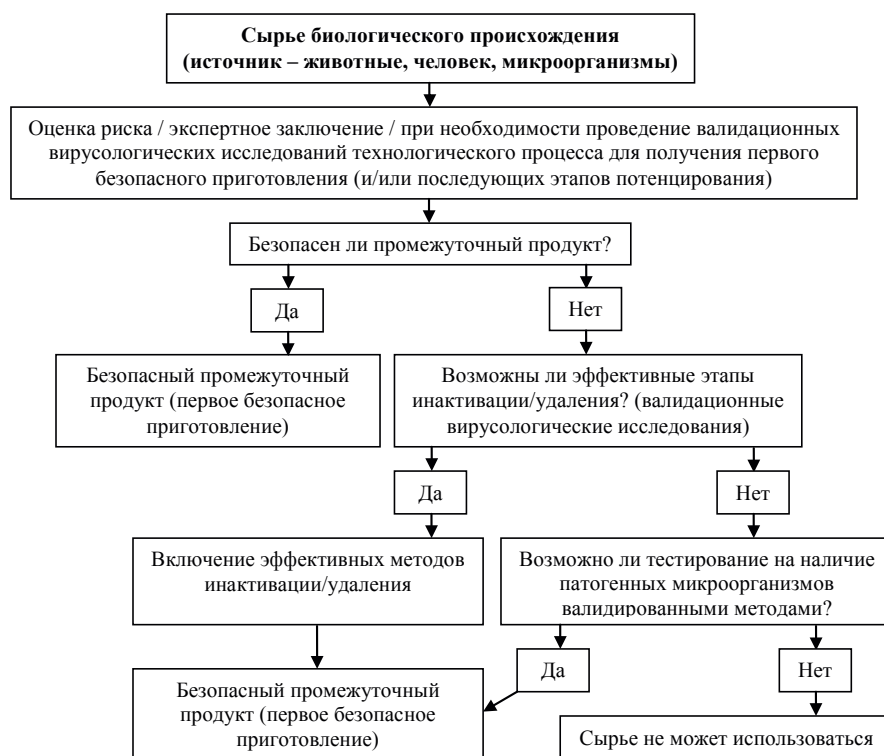 Сырье биологического происхождения
(источник – животные, человек, микроорганизмы)
Оценка риска / экспертное заключение / при необходимости проведение валидационных
вирусологических исследований технологического процесса для получения первого
безопасного приготовления (и/или последующих этапов потенцирования)
Безопасен ли промежуточный продукт?
Да
Нет
Безопасный промежуточный
продукт (первое безопасное
приготовление)
Возможны ли эффективные этапы
инактивации/удаления? (валидационные
вирусологические исследования)
Да
Нет
Включение эффективных методов
инактивации/удаления
Возможно ли тестирование на наличие
патогенных микроорганизмов
валидированными методами?
Да
Нет
Безопасный промежуточный
продукт (первое безопасное
приготовление)
Сырье не может использоваться